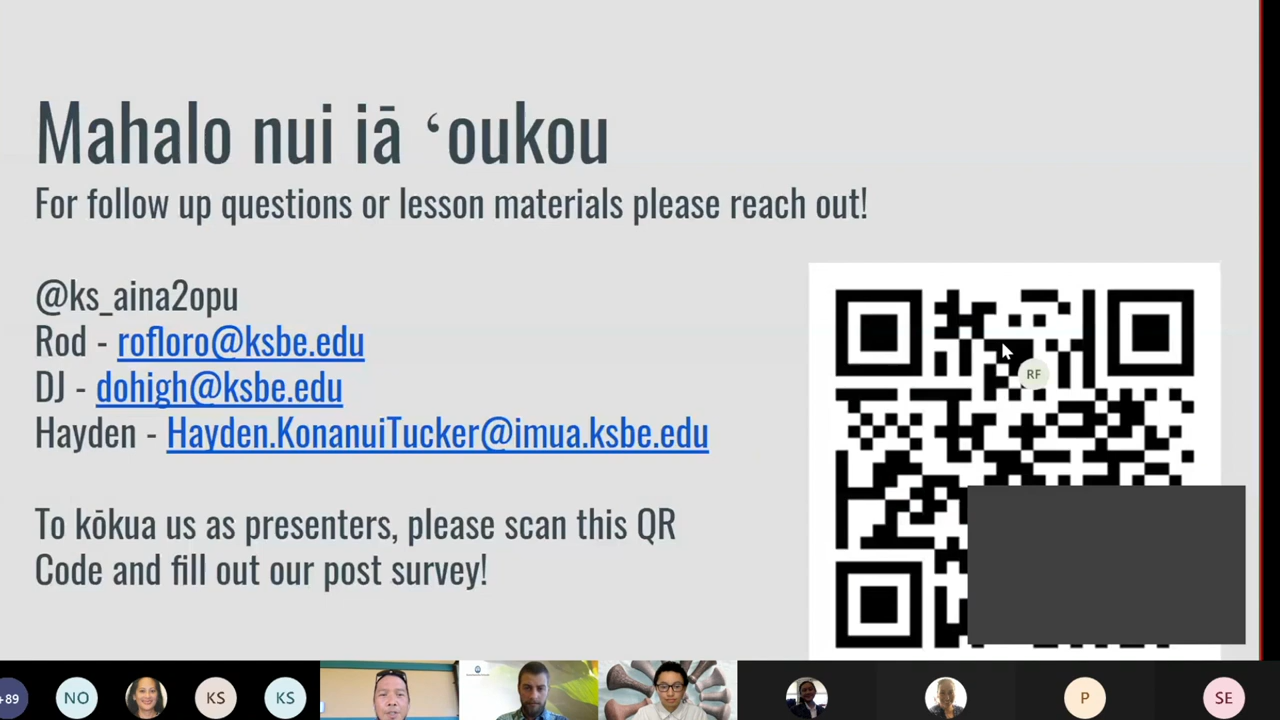 Mahalo nui iā ʻoukou
For follow up questions or lesson materials please reach out!
@ks_aina2opu
Rod - rofloro@ksbe.edu
DJ - dohigh@ksbe.edu
Hayden - Hayden.KonanuiTucker@imua.ksbe.edu
To kōkua us as presenters, please scan this QR
Code and fill out our post survey!
RF
+89
NO
KS
KS
P
SE